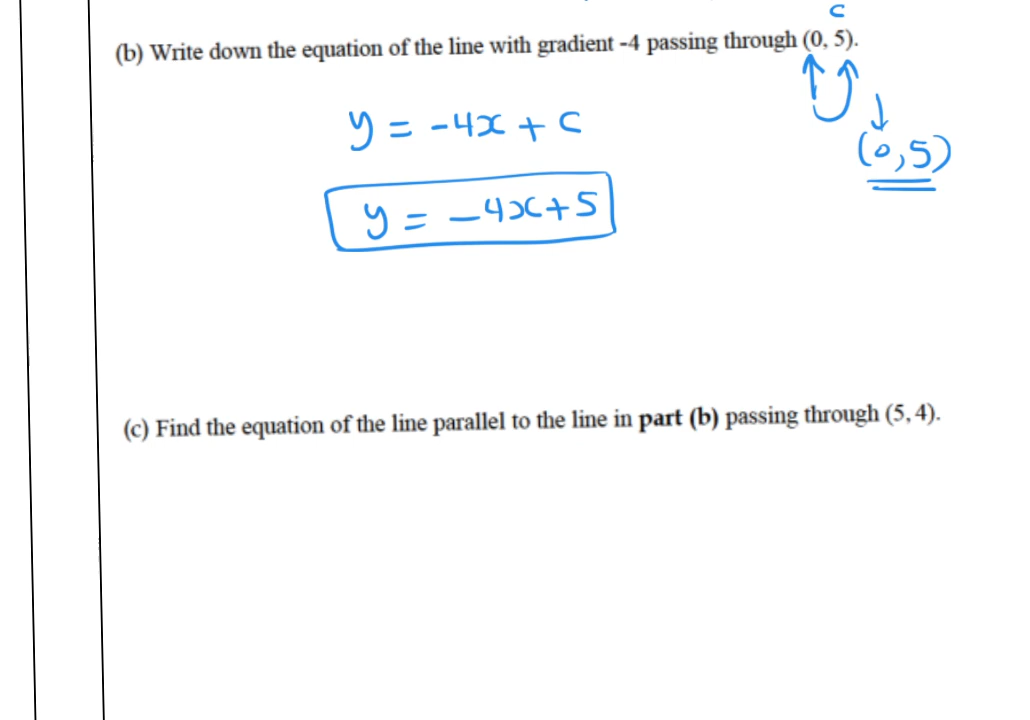 c
(b) Write down the equation of the line with gradient -4 passing through (0, 5).
y = -4x + c
(0,5)
y = -4x+5
(c) Find the equation of the line parallel to the line in part (b) passing through (5, 4).